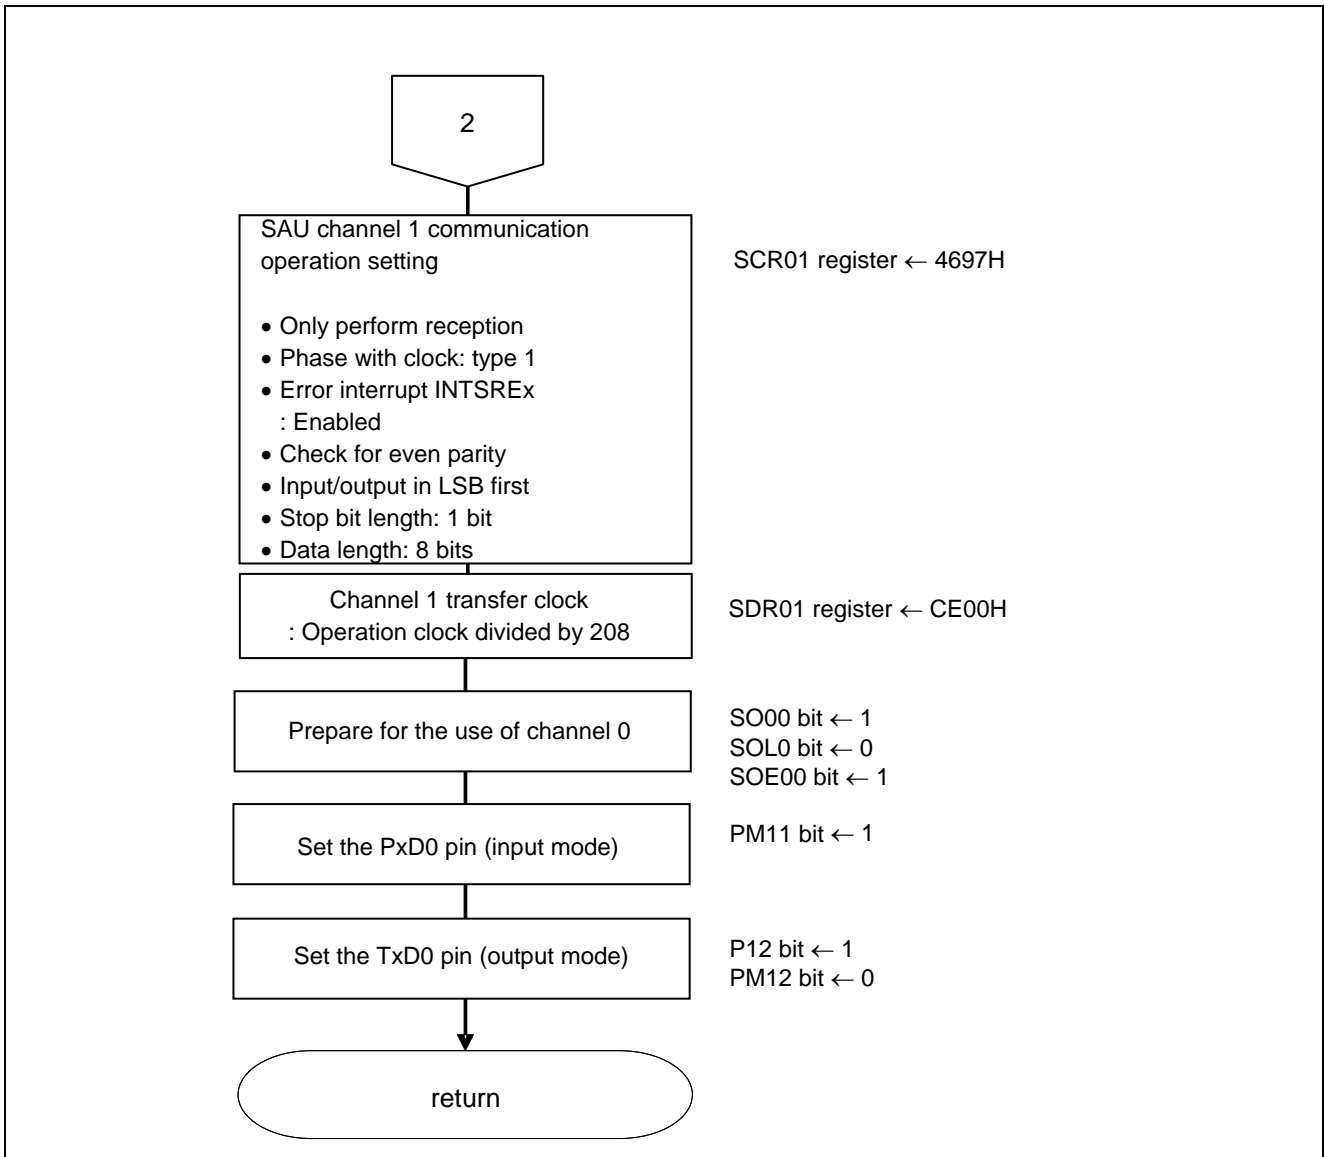 2
SAU channel 1 communication
operation setting
SCR01 register ← 4697H
• Only perform reception
• Phase with clock: type 1
• Error interrupt INTSREx
: Enabled
• Check for even parity
• Input/output in LSB first
• Stop bit length: 1 bit
• Data length: 8 bits
Channel 1 transfer clock
: Operation clock divided by 208
SDR01 register ← CE00H
Prepare for the use of channel 0
SO00 bit ← 1
SOL0 bit ← 0
SOE00 bit ← 1
Set the PxD0 pin (input mode)
PM11 bit ← 1
Set the TxD0 pin (output mode)
P12 bit ← 1
PM12 bit ← 0
return